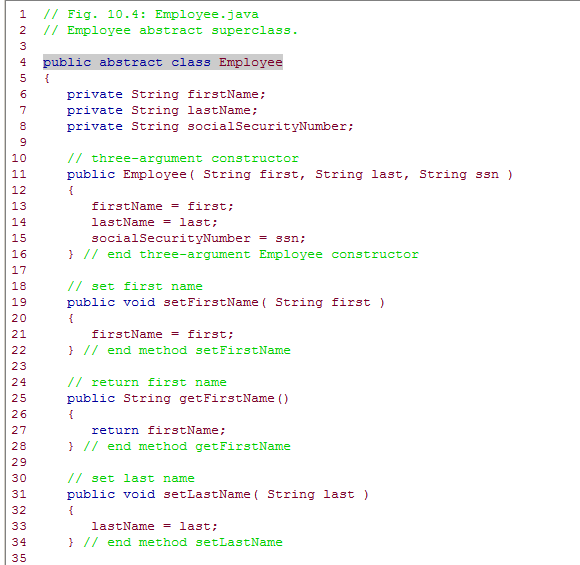 1 // Fig. 10.4: Employee.java
2 // Employee abstract superclass.
3
4 public abstract class Employee
5 {
6    private String firstName;
7    private String lastName;
8    private String socialSecurityNumber;
9
10    // three-argument constructor
11    public Employee( String first, String last, String ssn )
12    {
13       firstName = first;
14       lastName = last;
15       socialSecurityNumber = ssn;
16    } // end three-argument Employee constructor
17
18    // set first name
19    public void setFirstName( String first )
20    {
21       firstName = first;
22    } // end method setFirstName
23
24    // return first name
25    public String getFirstName()
26    {
27       return firstName;
28    } // end method getFirstName
29
30    // set last name
31    public void setLastName( String last )
32    {
33       lastName = last;
34    } // end method setLastName
35